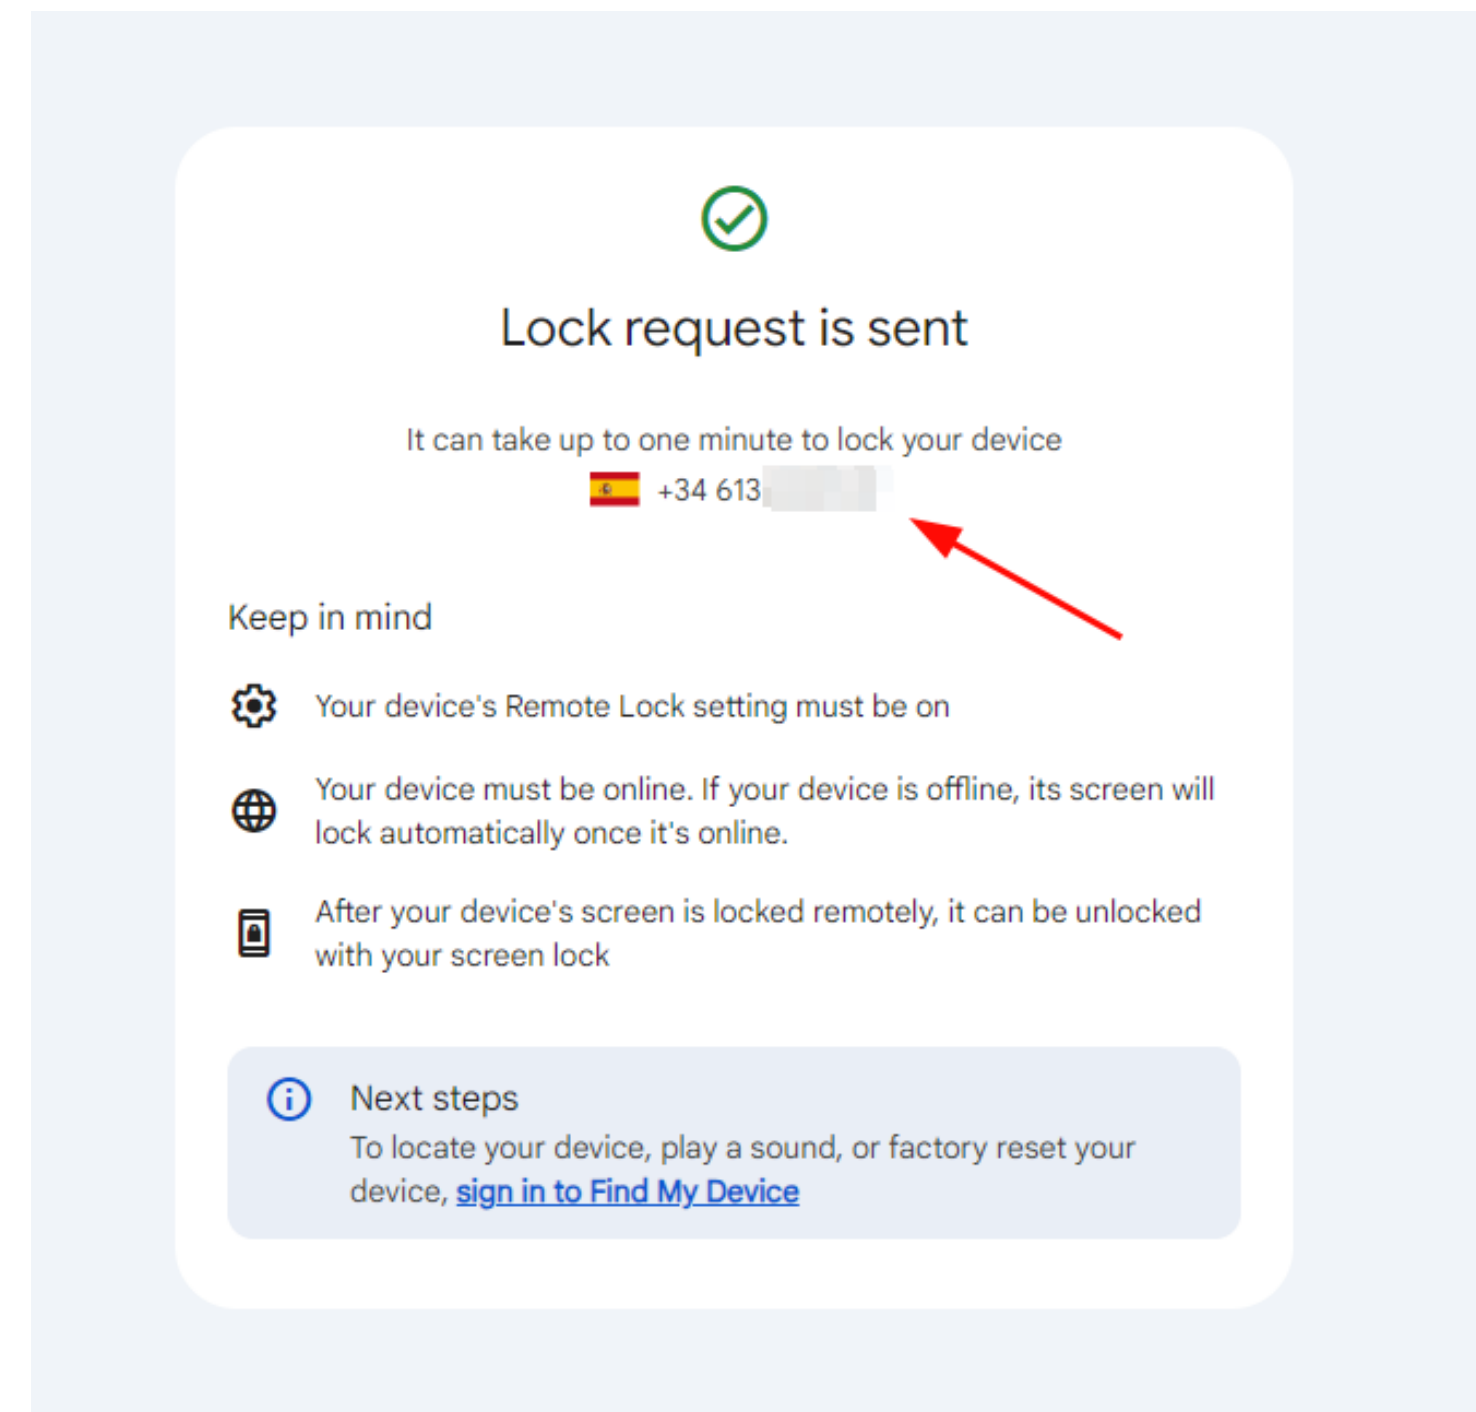 Lock request is sent
It can take up to one minute to lock your device
+34 613
Keep in mind
Your device's Remote Lock setting must be on
Your device must be online. If your device is offline, its screen will
lock automatically once it's online.
After your device's screen is locked remotely, it can be unlocked
with your screen lock
Next steps
To locate your device, play a sound, or factory reset your
device, sign in to Find My Device